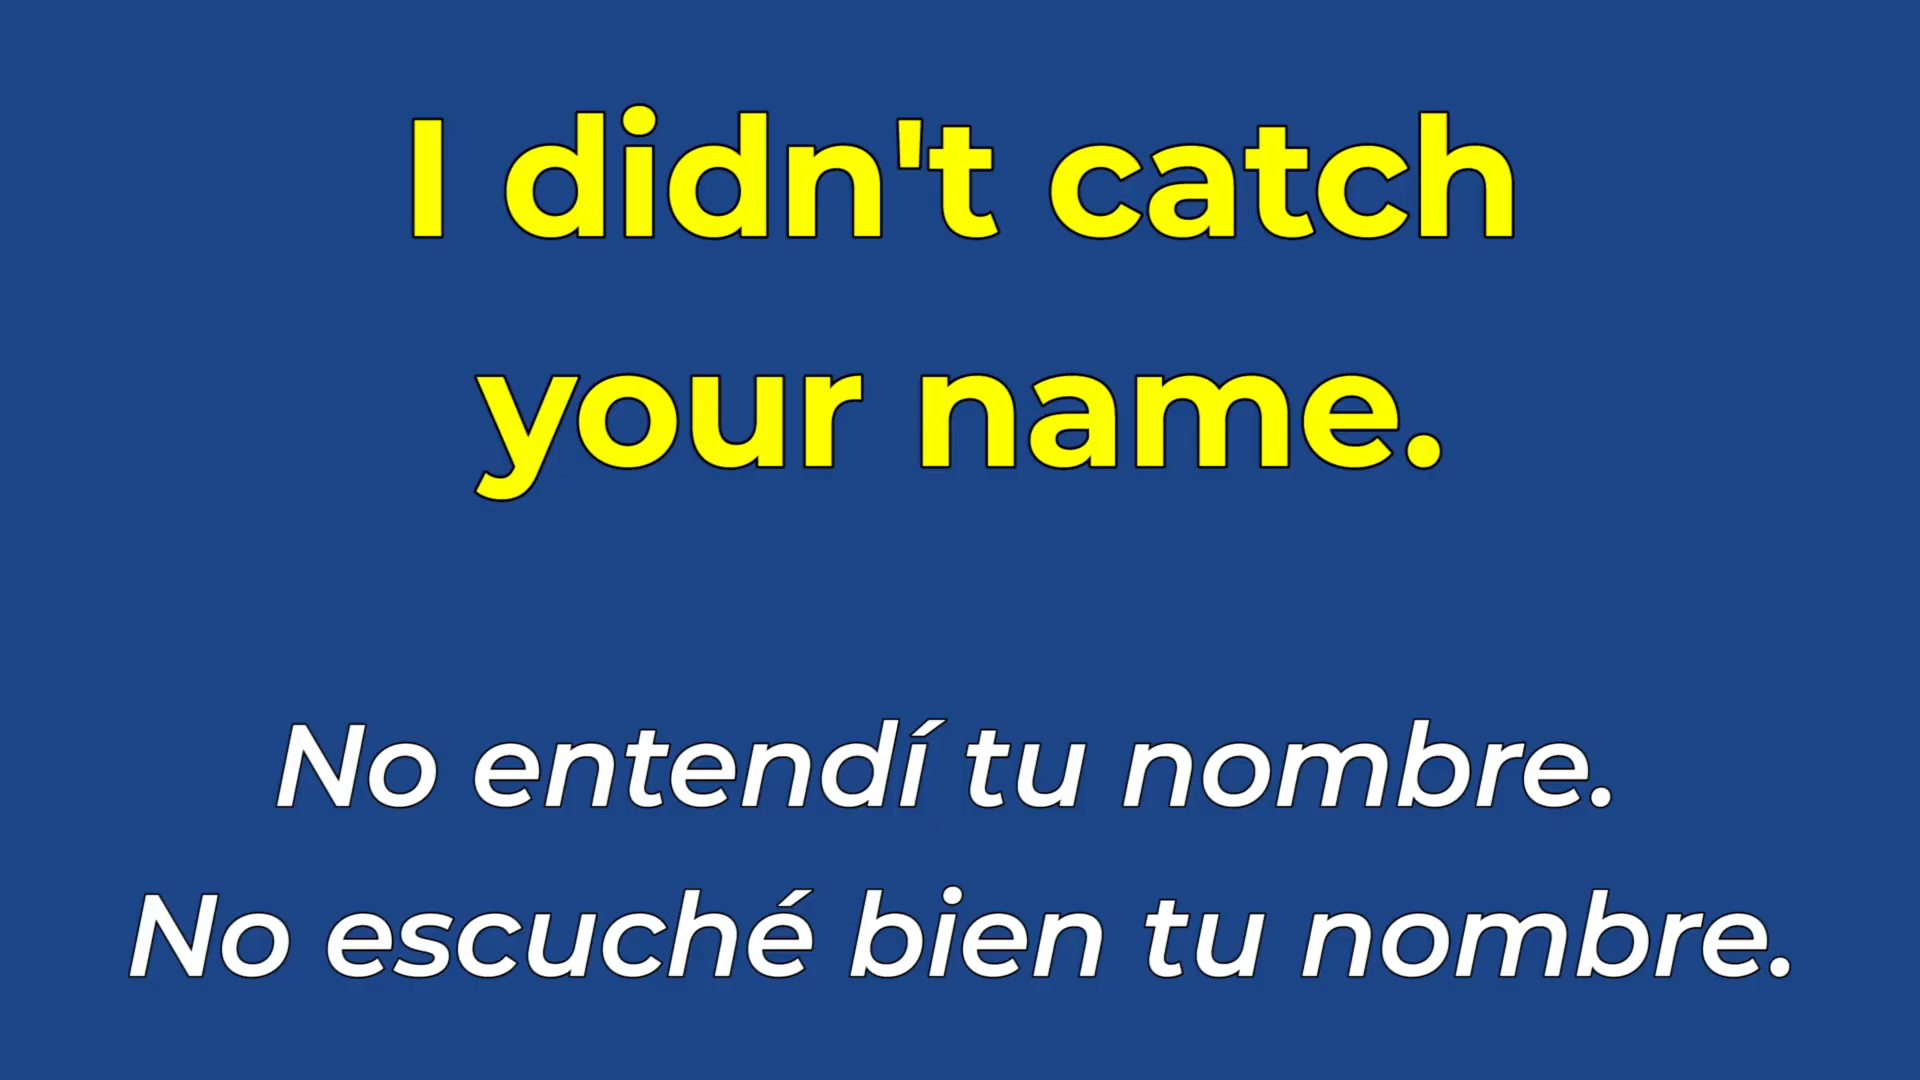 I didn't catch
your name.
No entendí tu nombre.
No escuché bien tu nombre.